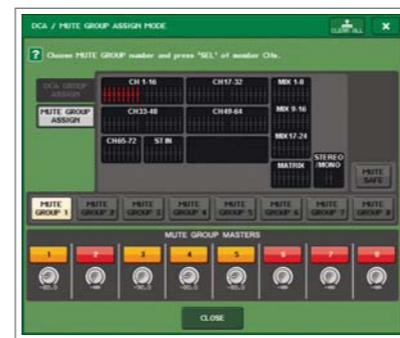 DCA / MUTE GROUP ASSIGN MODE
CLEAR ALL
? Choose MUTE GROUP number and press "SEL" of member CHs.
DCA GROUP
ASSIGN
MUTE GROUP
ASSIGN
CH 1-16
CH17-32
MIX 1-8
CH33-48
CH49-64
MIX 9-16
CH65-72
ST IN
MIX17-24
MATRIX
STEREO
/MONO
MUTE
SAFE
MUTE
GROUP 1
MUTE
GROUP 2
MUTE
GROUP 3
MUTE
GROUP 4
MUTE
GROUP 5
MUTE
GROUP 6
MUTE
GROUP 7
MUTE
GROUP 8
MUTE GROUP MASTERS
1 2 3 4 5 6 7 8
CLOSE